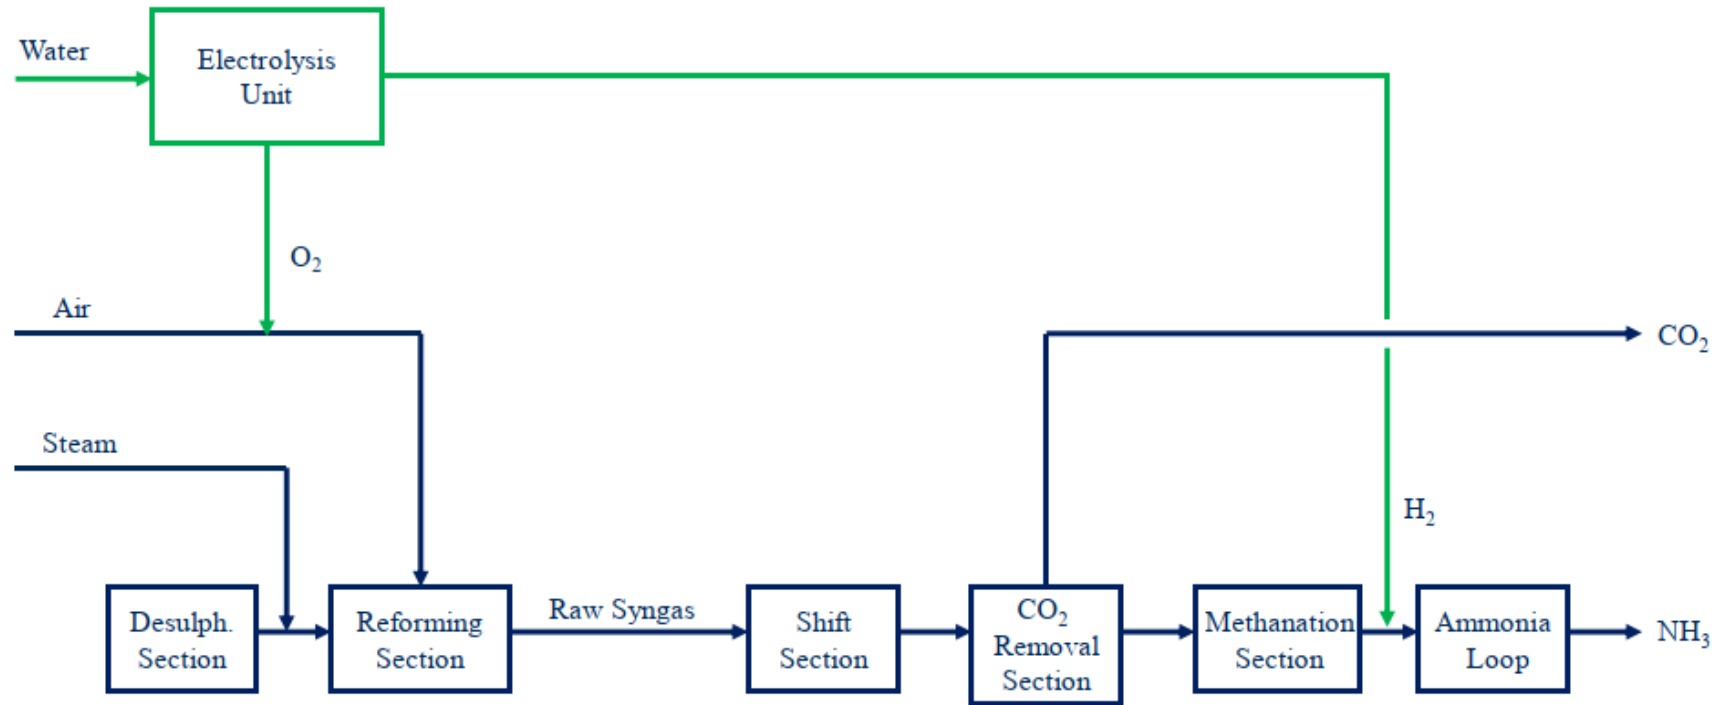 Water
Electrolysis
Unit
O₂
Air
CO₂
Steam
H₂
Desulph.
Section
Reforming
Section
Raw Syngas
Shift
Section
CO₂
Removal
Section
Methanation
Section
Ammonia
Loop
NH₃